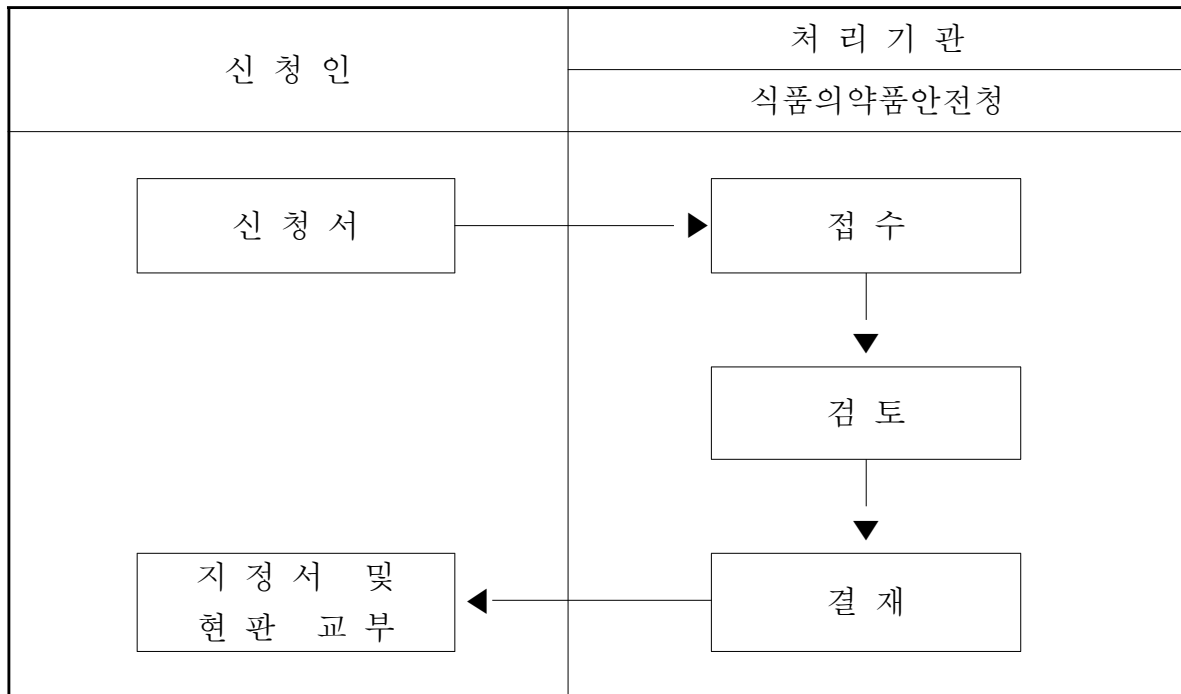 신 청 인
처 리 기 관
식품의약품안전청
신 청 서
접 수
검 토
결 재
지 정 서 및
현 판 교 부